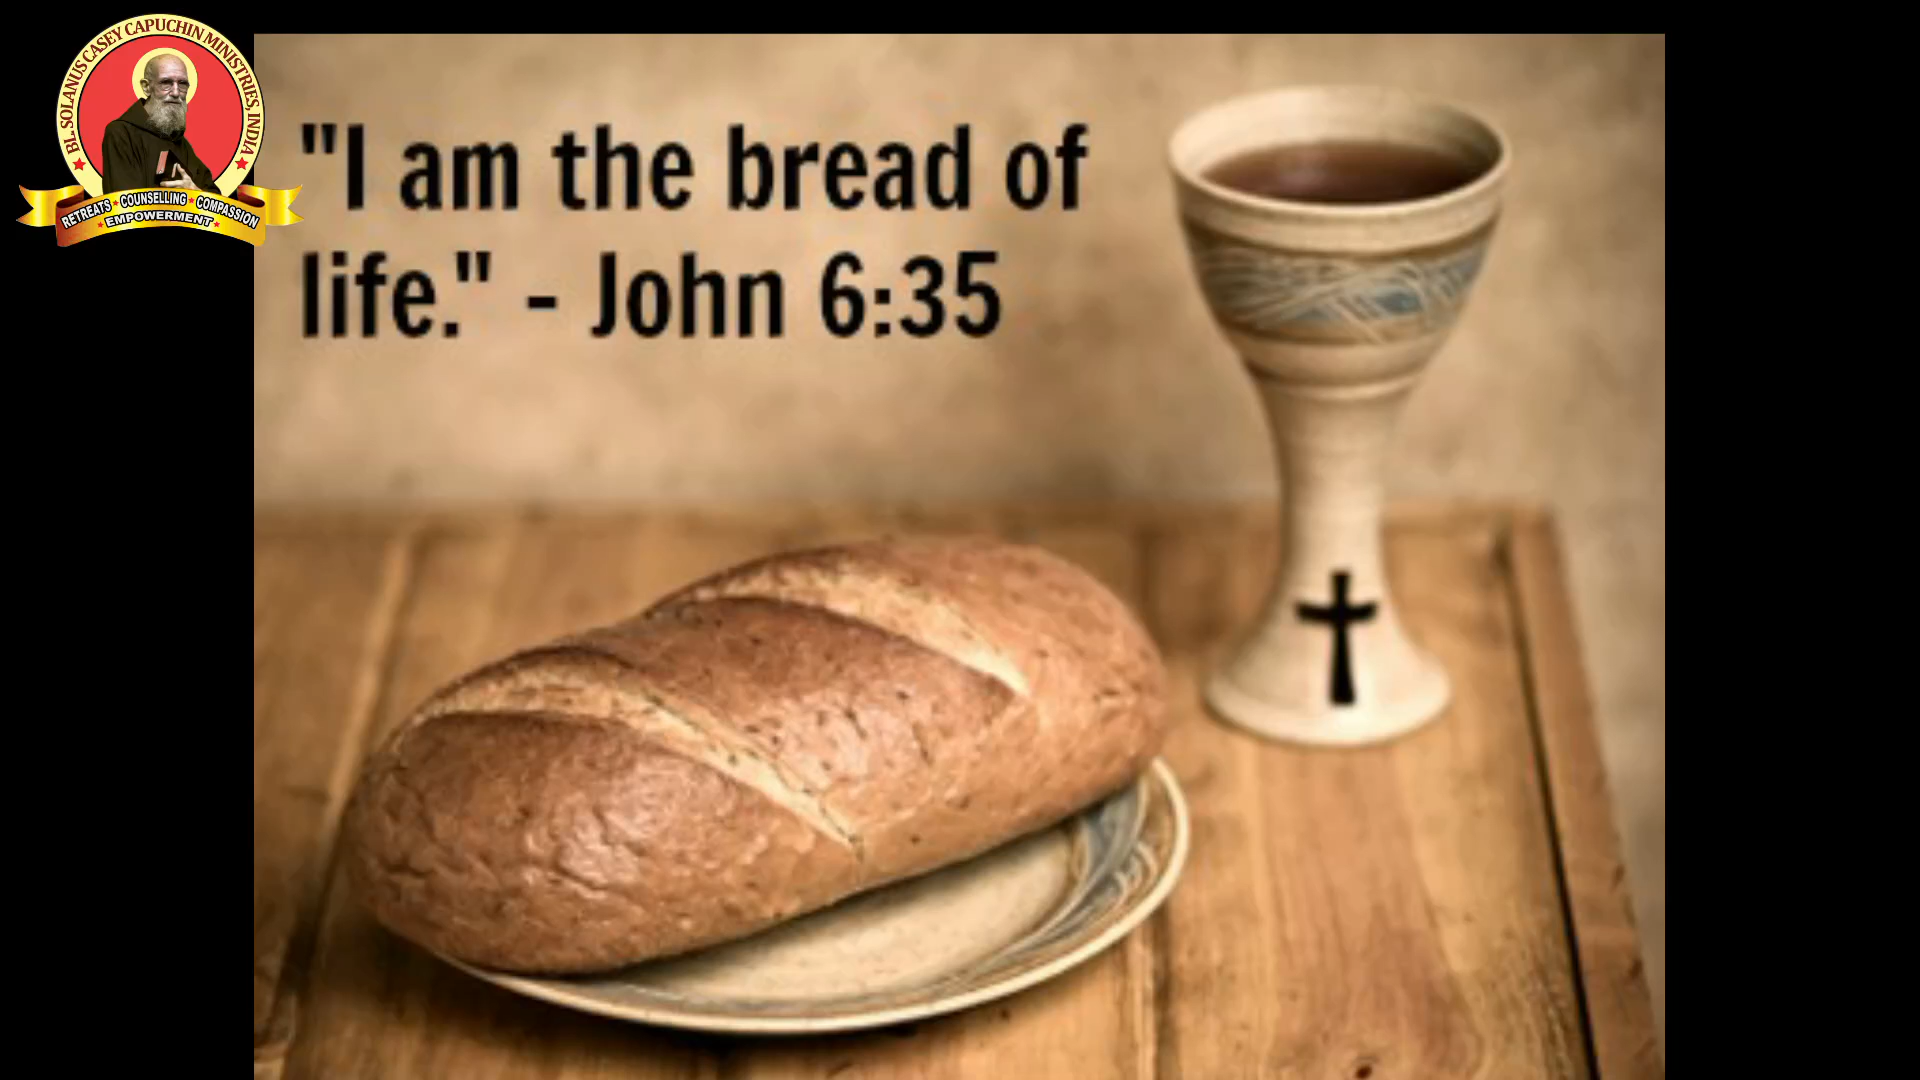 BL. SOLANUS CASEY CAPUCHIN MINISTRIES, INDIA
RETREATS COUNSELLING COMPASSION
EMPOWERMENT
"I am the bread of
life." - John 6:35